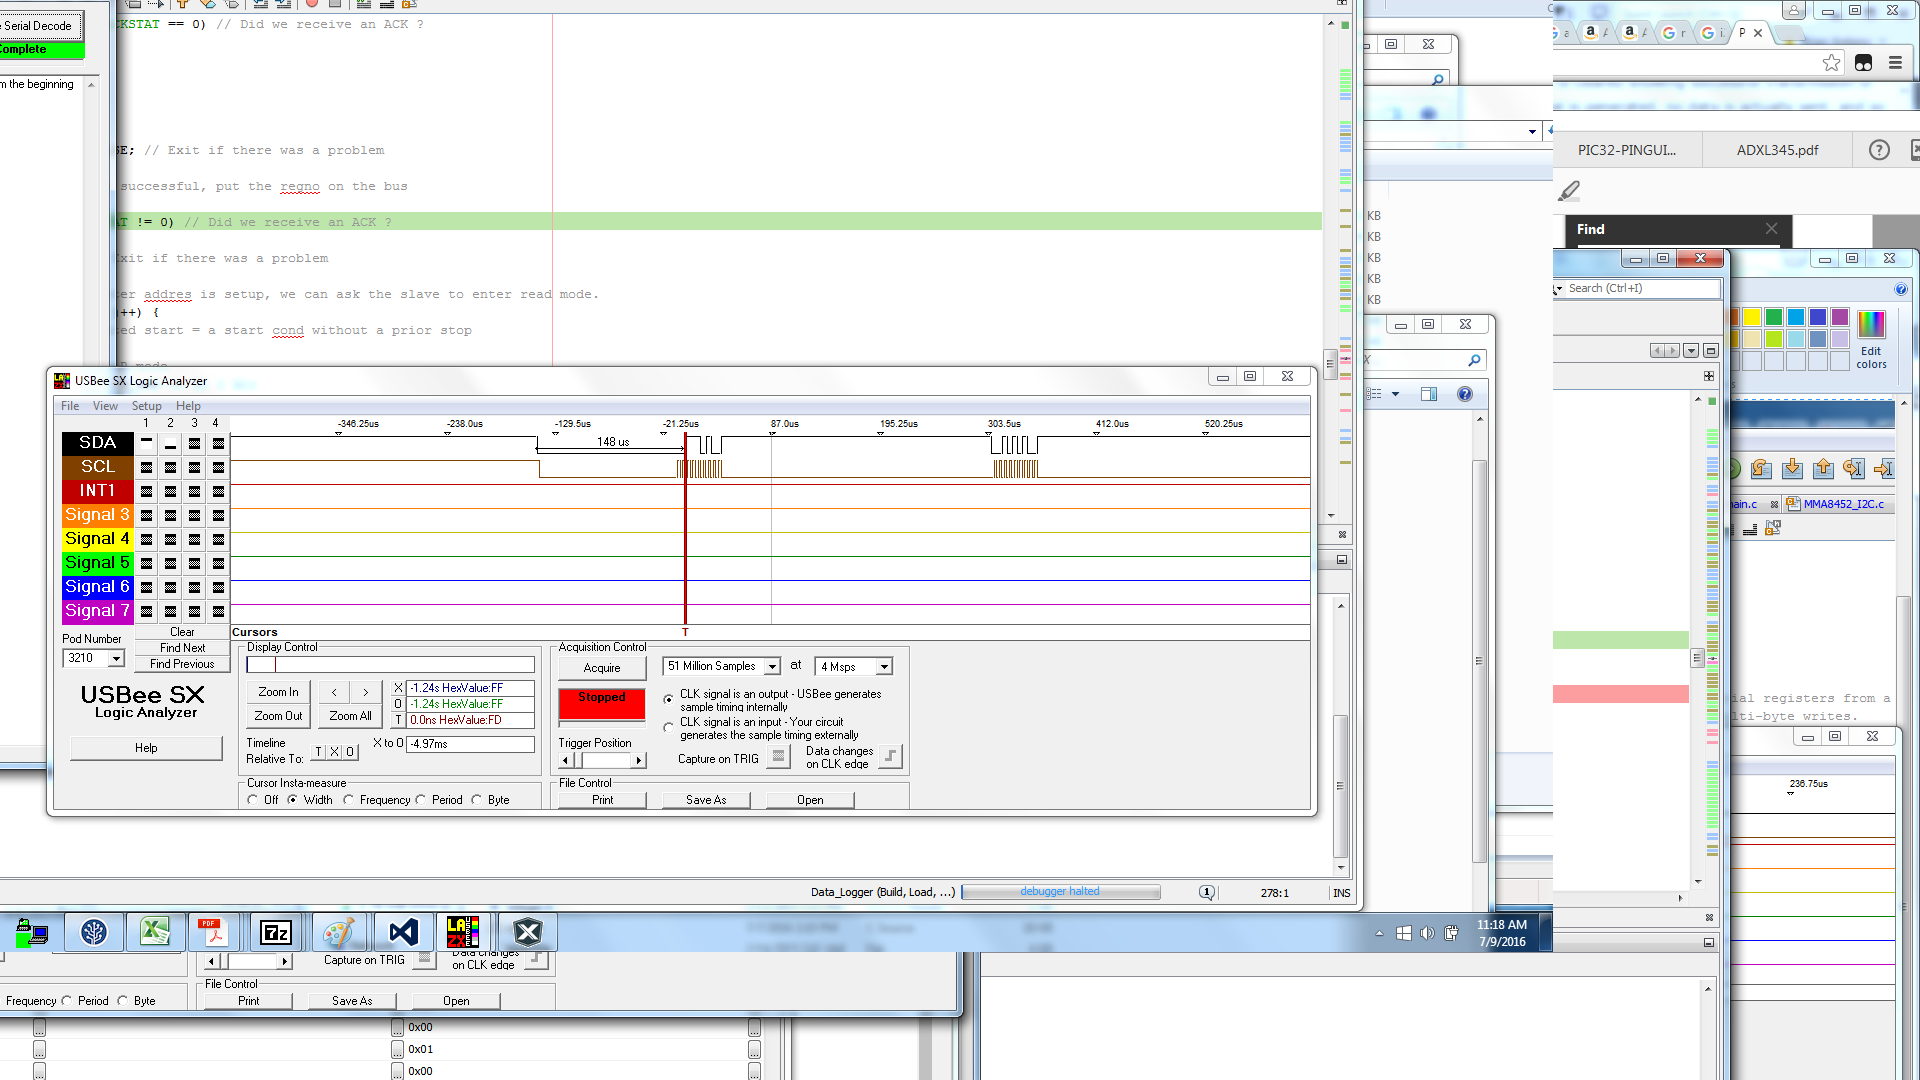 e Serial Decode
Complete
m the beginning
CKSTAT == 0) // Did we receive an ACK ?
SE; // Exit if there was a problem
successful, put the regno on the bus
AT != 0) // Did we receive an ACK ?
Exit if there was a problem
er addres is setup, we can ask the slave to enter read mode.
++) {
ed start = a start cond without a prior stop
PIC32-PINGUI...
ADXL345.pdf
Find
KB
KB
KB
KB
KB
Search (Ctrl+I)
Edit
colors
ain.c
MMA8452_I2C.c
ial registers from a
lti-byte writes.
236.75us
USBee SX Logic Analyzer
File View Setup Help
1 2 3 4
-346.25us -238.0us -129.5us -21.25us 87.0us 195.25us 303.5us 412.0us 520.25us
148 us
SDA
SCL
INT1
Signal 3
Signal 4
Signal 5
Signal 6
Signal 7
T
Pod Number
3210
Clear
Find Next
Find Previous
USBee SX
Logic Analyzer
Help
Cursors
Display Control
Zoom In
Zoom Out
< >
Zoom All
X -1.24s HexValue:FF
O -1.24s HexValue:FF
T 0.0ns HexValue:FD
Timeline
Relative To:
T X O
X to O -4.97ms
Cursor Insta-measure
Off Width Frequency Period Byte
Acquisition Control
Acquire
51 Million Samples at 4 Msps
Stopped
CLK signal is an output - USBee generates
sample timing internally
CLK signal is an input - Your circuit
generates the sample timing externally
Trigger Position
Capture on TRIG
Data changes
on CLK edge
File Control
Print Save As Open
Data_Logger (Build, Load, ...)
debugger halted
1
278:1
INS
PDF
7z
11:18 AM
7/9/2016
Capture on TRIG
Data changes
on CLK edge
File Control
Frequency Period Byte
Print Save As Open
0x00
0x01
0x00